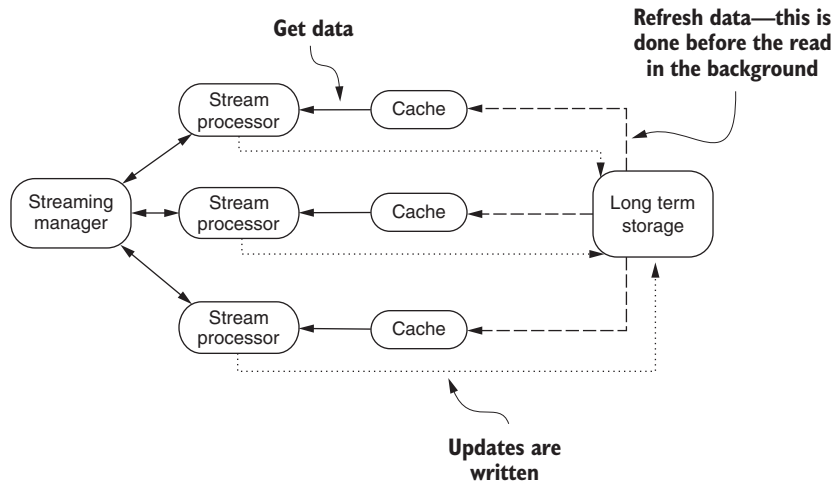 Get data
Refresh data—this is
done before the read
in the background
Stream
processor
Cache
Streaming
manager
Stream
processor
Cache
Long term
storage
Stream
processor
Cache
Updates are
written